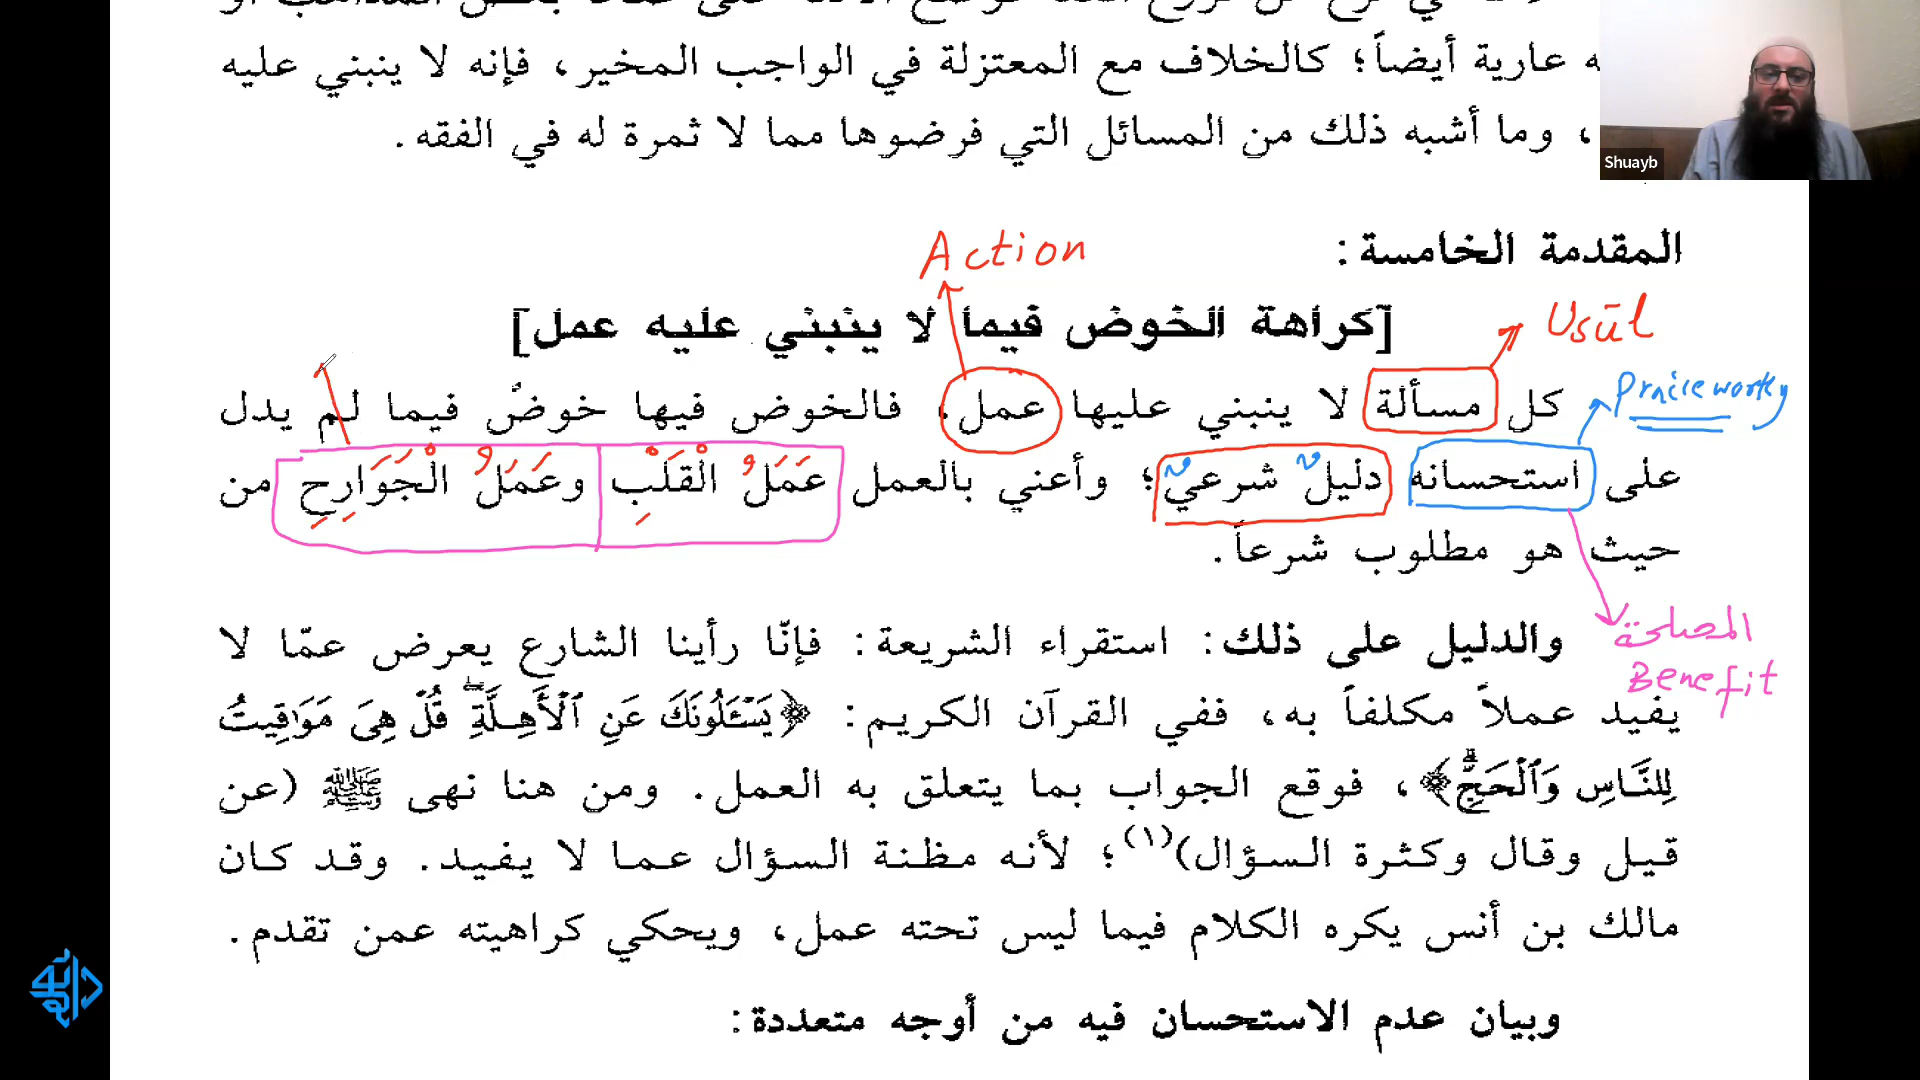 ه عارية أيضاً؛ كالخلاف مع المعتزلة في الواجب المخير، فإنه لا ينبني عليه
، وما أشبه ذلك من المسائل التي فرضوها مما لا ثمرة له في الفقه.
Shuayb
المقدمة الخامسة:
Action
[كراهة الخوض فيما لا ينبني عليه عمل]
Usūl
كل مسألة لا ينبني عليها عمل، فالخوض فيها خوضٌ فيما لم يدل
Praiseworthy
على استحسانه دليلٌ شرعيٌ؛ وأعني بالعمل عَمَلُ الْقَلْبِ وعَمَلُ الْجَوَارِحِ من
حيث هو مطلوب شرعاً.
المصلحة
Benefit
والدليل على ذلك: استقراء الشريعة: فإنّا رأينا الشارع يعرض عمّا لا
يفيد عملاً مكلفاً به، ففي القرآن الكريم: ﴿يَسْـَٔلُونَكَ عَنِ ٱلْأَهِلَّةِۖ قُلْ هِىَ مَوَٰقِيتُ
لِلنَّاسِ وَٱلْحَجِّۗ﴾، فوقع الجواب بما يتعلق به العمل. ومن هنا نهى ﷺ (عن
قيل وقال وكثرة السؤال)(١)؛ لأنه مظنة السؤال عما لا يفيد. وقد كان
مالك بن أنس يكره الكلام فيما ليس تحته عمل، ويحكي كراهيته عمن تقدم.
وبيان عدم الاستحسان فيه من أوجه متعددة: